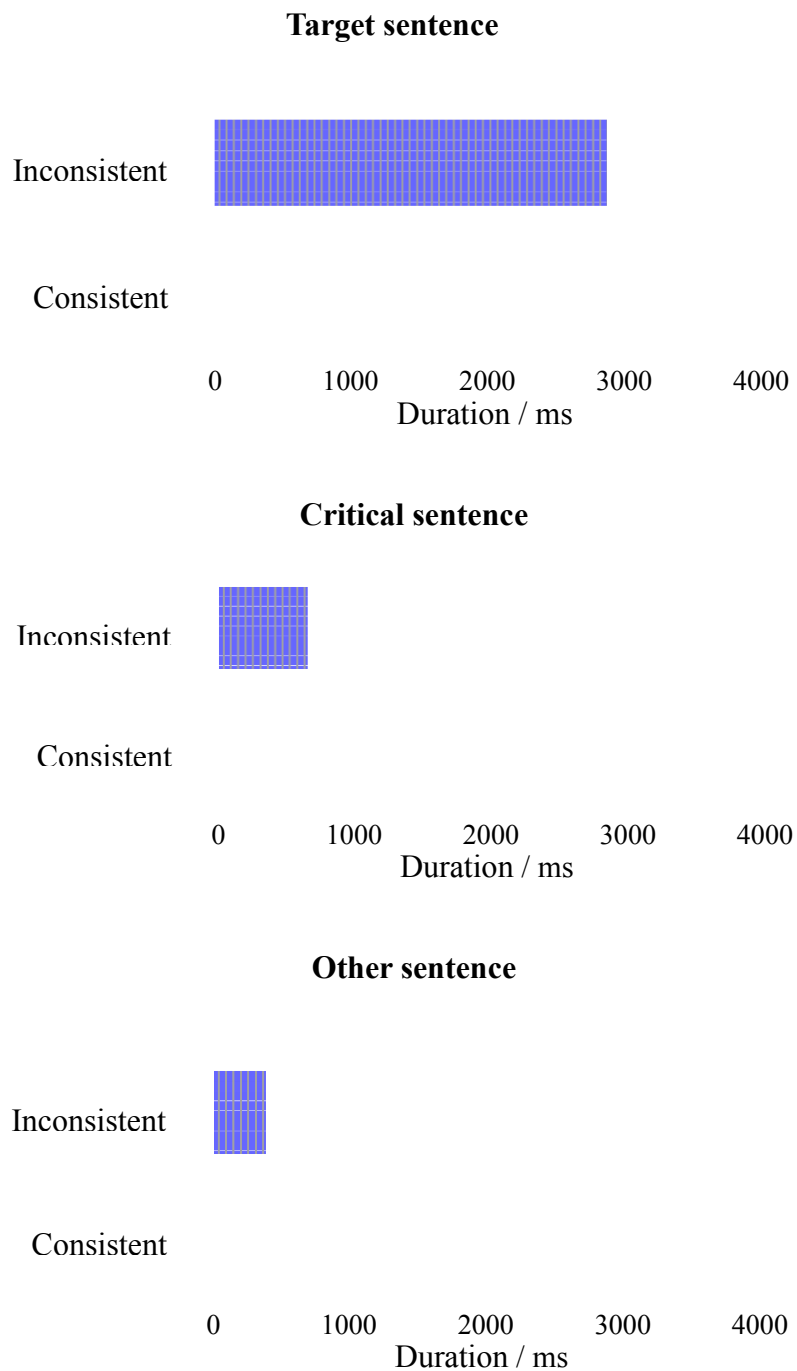 Target sentence
Inconsistent
Consistent
0 1000 2000 3000 4000
Duration / ms
Critical sentence
Inconsistent
Consistent
0 1000 2000 3000 4000
Duration / ms
Other sentence
Inconsistent
Consistent
0 1000 2000 3000 4000
Duration / ms